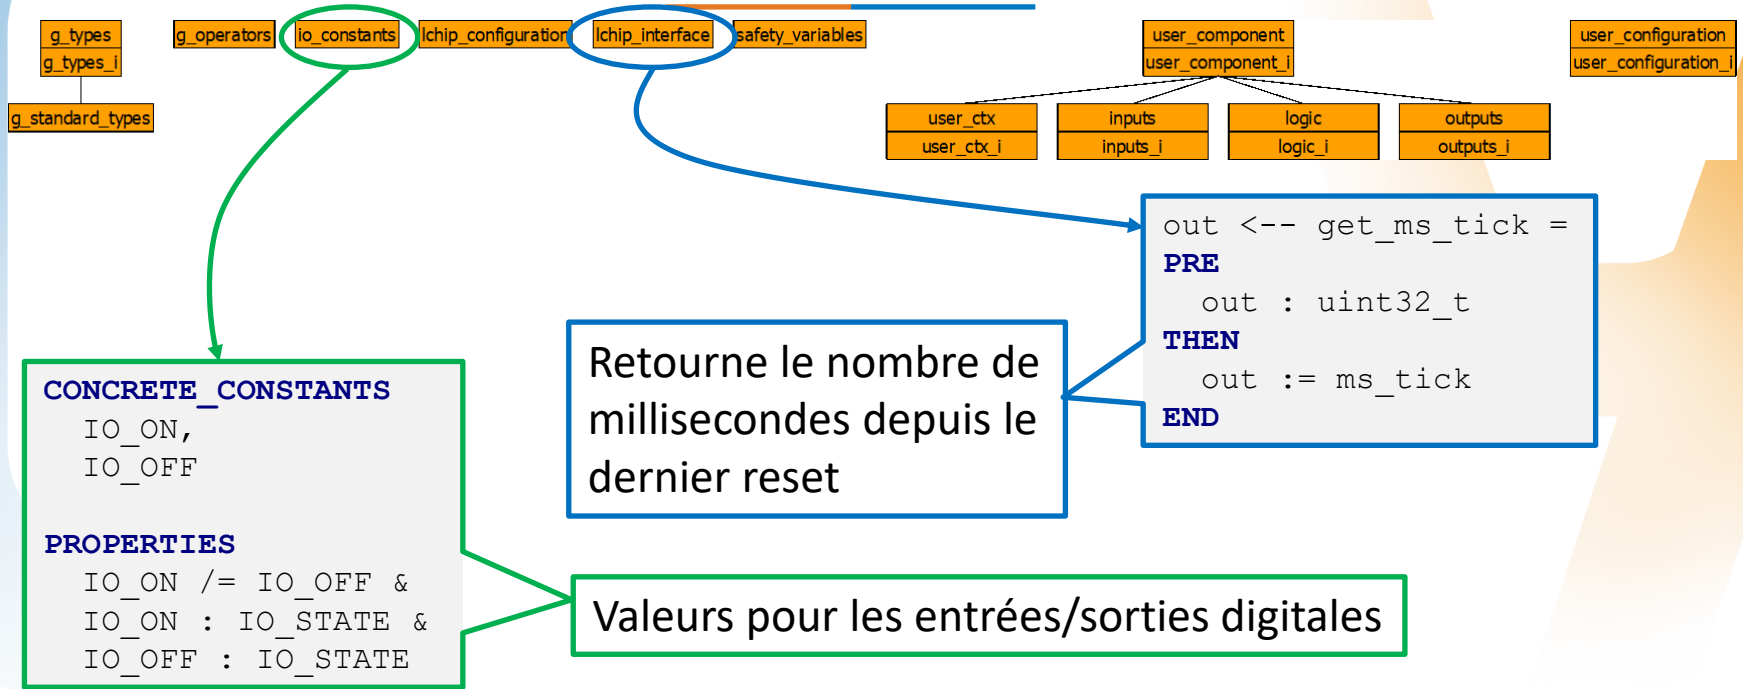 g_types
g_types_i
g_standard_types
g_operators
io_constants
lchip_configuration
lchip_interface
safety_variables
user_component
user_component_i
user_configuration
user_configuration_i
user_ctx
user_ctx_i
inputs
inputs_i
logic
logic_i
outputs
outputs_i
out <-- get_ms_tick =
PRE
out : uint32_t
THEN
out := ms_tick
END
Retourne le nombre de
millisecondes depuis le
dernier reset
CONCRETE_CONSTANTS
IO_ON,
IO_OFF
PROPERTIES
IO_ON /= IO_OFF &
IO_ON : IO_STATE &
IO_OFF : IO_STATE
Valeurs pour les entrées/sorties digitales